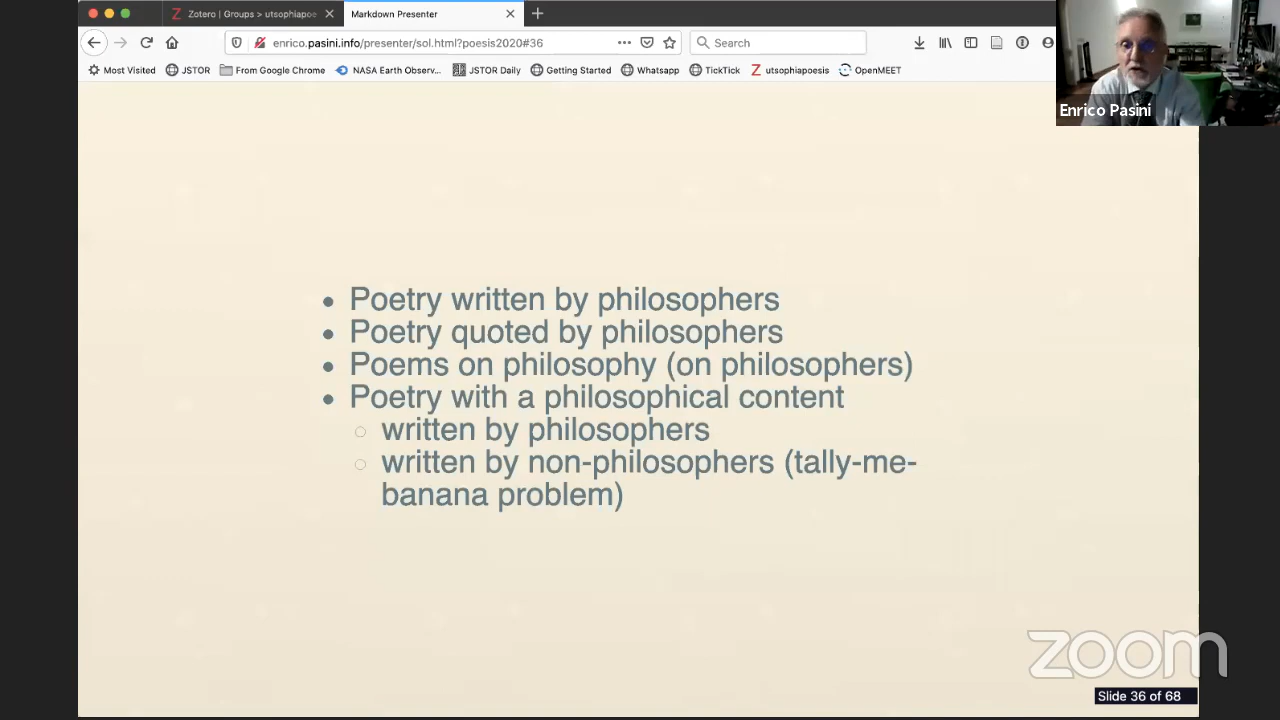 Zotero | Groups > utsophiapoe
Markdown Presenter
enrico.pasini.info/presenter/sol.html?poesis2020#36
Search
Most Visited
JSTOR
From Google Chrome
NASA Earth Observ...
JSTOR Daily
Getting Started
Whatsapp
TickTick
utsophiapoesis
OpenMEET
Enrico Pasini
• Poetry written by philosophers
• Poetry quoted by philosophers
• Poems on philosophy (on philosophers)
• Poetry with a philosophical content
○ written by philosophers
○ written by non-philosophers (tally-me-
banana problem)
zoom
Slide 36 of 68